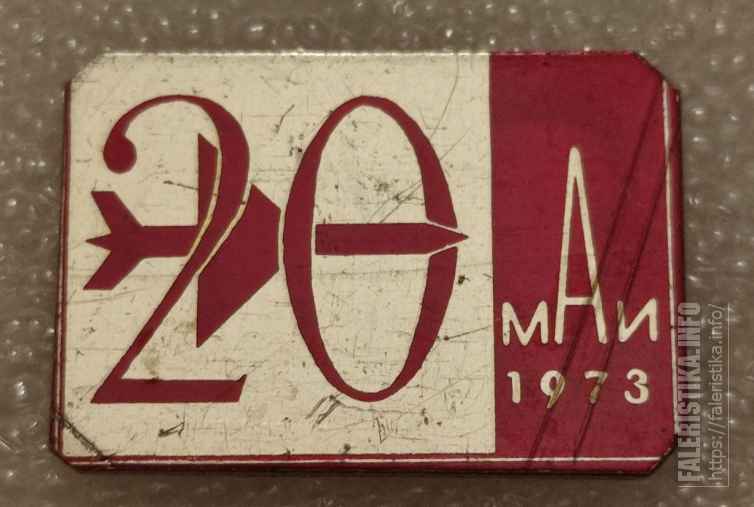 20
МАИ
1973
FALERISTIKA.INFO
https://faleristika.info/